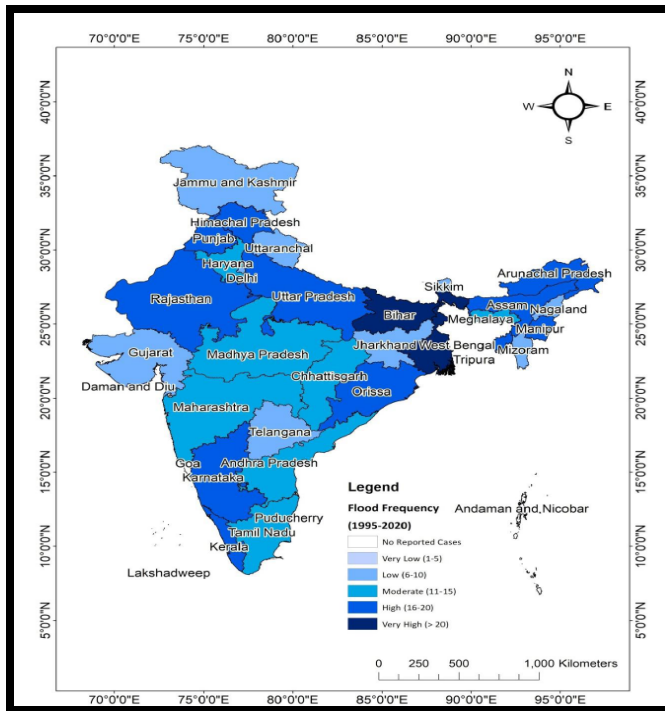 70°0'0"E 75°0'0"E 80°0'0"E 85°0'0"E 90°0'0"E 95°0'0"E
40°0'0"N
35°0'0"N
30°0'0"N
25°0'0"N
20°0'0"N
15°0'0"N
10°0'0"N
5°0'0"N
N
W E
S
40°0'0"N
35°0'0"N
30°0'0"N
25°0'0"N
20°0'0"N
15°0'0"N
10°0'0"N
5°0'0"N
Jammu and Kashmir
Himachal Pradesh
Punjab
Uttaranchal
Haryana
Delhi
Rajasthan
Uttar Pradesh
Bihar
Sikkim
Arunachal Pradesh
Assam
Nagaland
Meghalaya
Manipur
Mizoram
Tripura
Jharkhand
West Bengal
Gujarat
Madhya Pradesh
Daman and Diu
Chhattisgarh
Orissa
Maharashtra
Telangana
Goa
Andhra Pradesh
Karnataka
Puducherry
Tamil Nadu
Kerala
Lakshadweep
Andaman and Nicobar
Legend
Flood Frequency
(1995-2020)
No Reported Cases
Very Low (1-5)
Low (6-10)
Moderate (11-15)
High (16-20)
Very High (> 20)
0 250 500 1,000 Kilometers
70°0'0"E 75°0'0"E 80°0'0"E 85°0'0"E 90°0'0"E 95°0'0"E